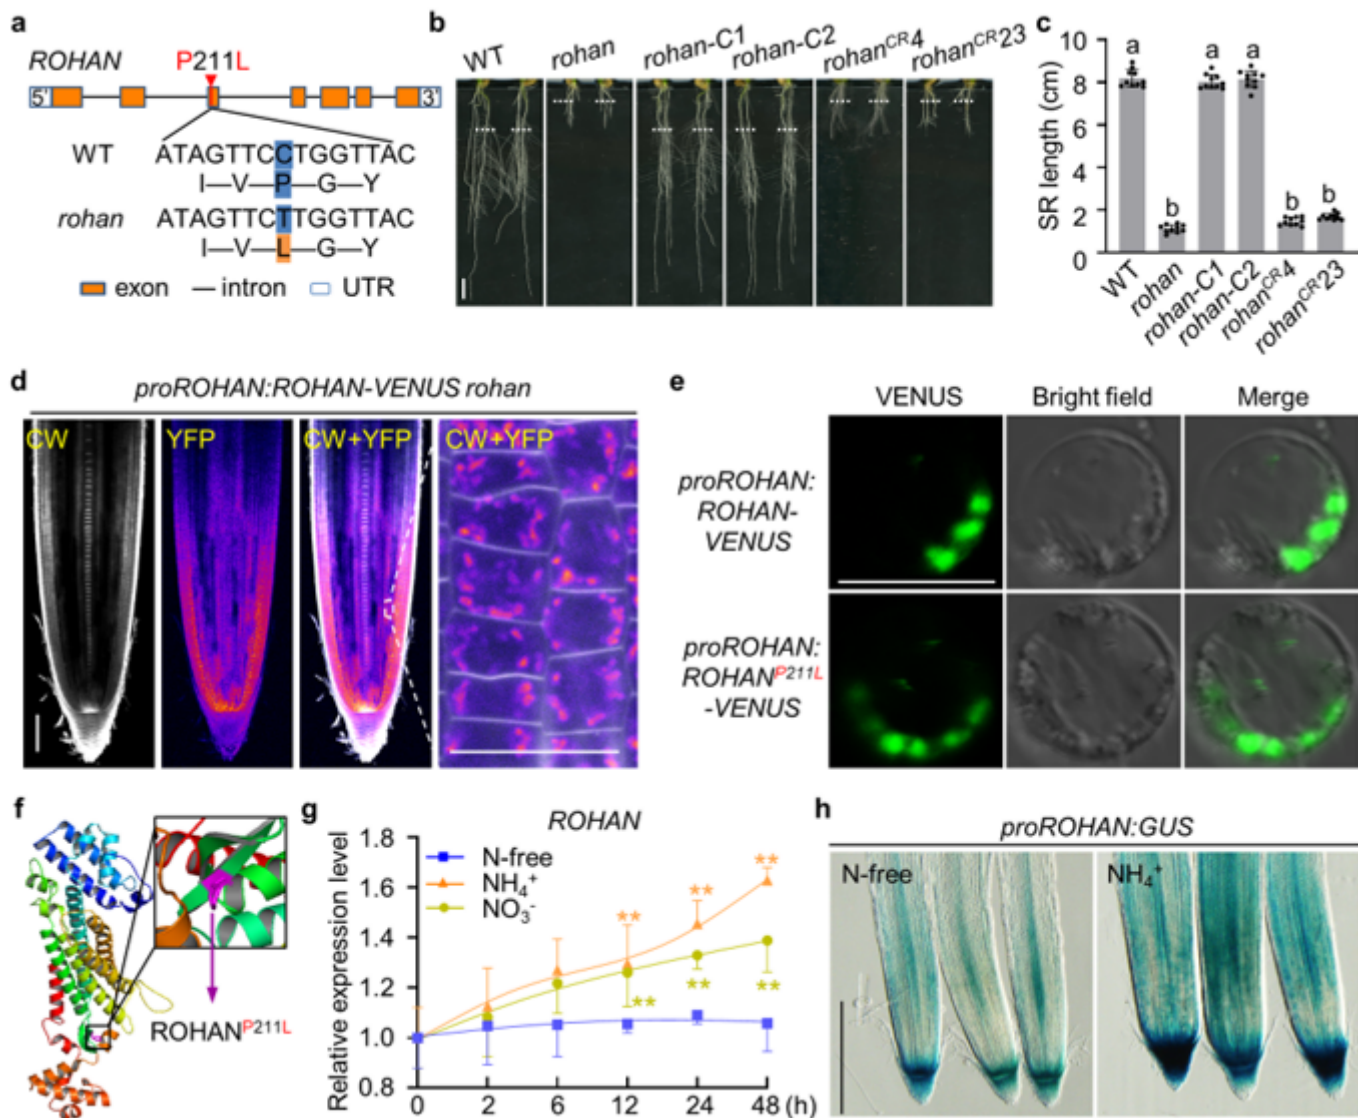 a
ROHAN
P211L
5'
3'
WT ATAGTTCCTGGTTAC
I—V—P—G—Y
rohan ATAGTTCTTGGTTAC
I—V—L—G—Y
exon — intron UTR
b
WT rohan rohan-C1 rohan-C2 rohanCR4 rohanCR23
c
SR length (cm)
10
8
6
4
2
0
a b a a b b
WT rohan rohan-C1 rohan-C2 rohanCR4 rohanCR23
d
proROHAN:ROHAN-VENUS rohan
CW YFP CW+YFP CW+YFP
e
VENUS Bright field Merge
proROHAN:
ROHAN-
VENUS
proROHAN:
ROHANP211L
-VENUS
f
ROHANP211L
g
ROHAN
Relative expression level
1.8
1.6
1.4
1.2
1.0
0.8
N-free
NH4+
NO3-
** ** **
** ** **
0 2 6 12 24 48 (h)
h
proROHAN:GUS
N-free NH4+